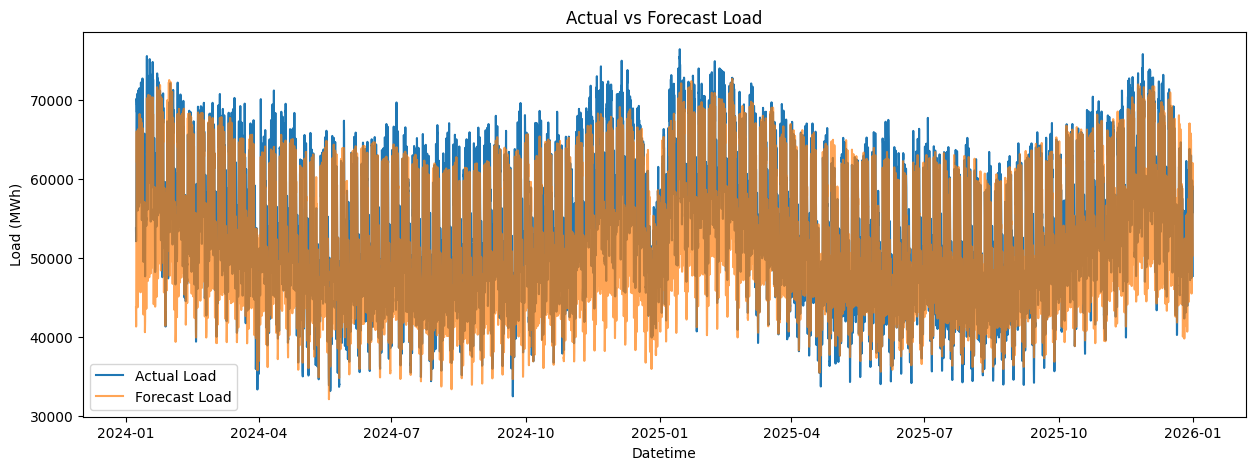 Actual vs Forecast Load
Load (MWh)
70000
60000
50000
40000
30000
Actual Load
Forecast Load
2024-01
2024-04
2024-07
2024-10
2025-01
2025-04
2025-07
2025-10
2026-01
Datetime